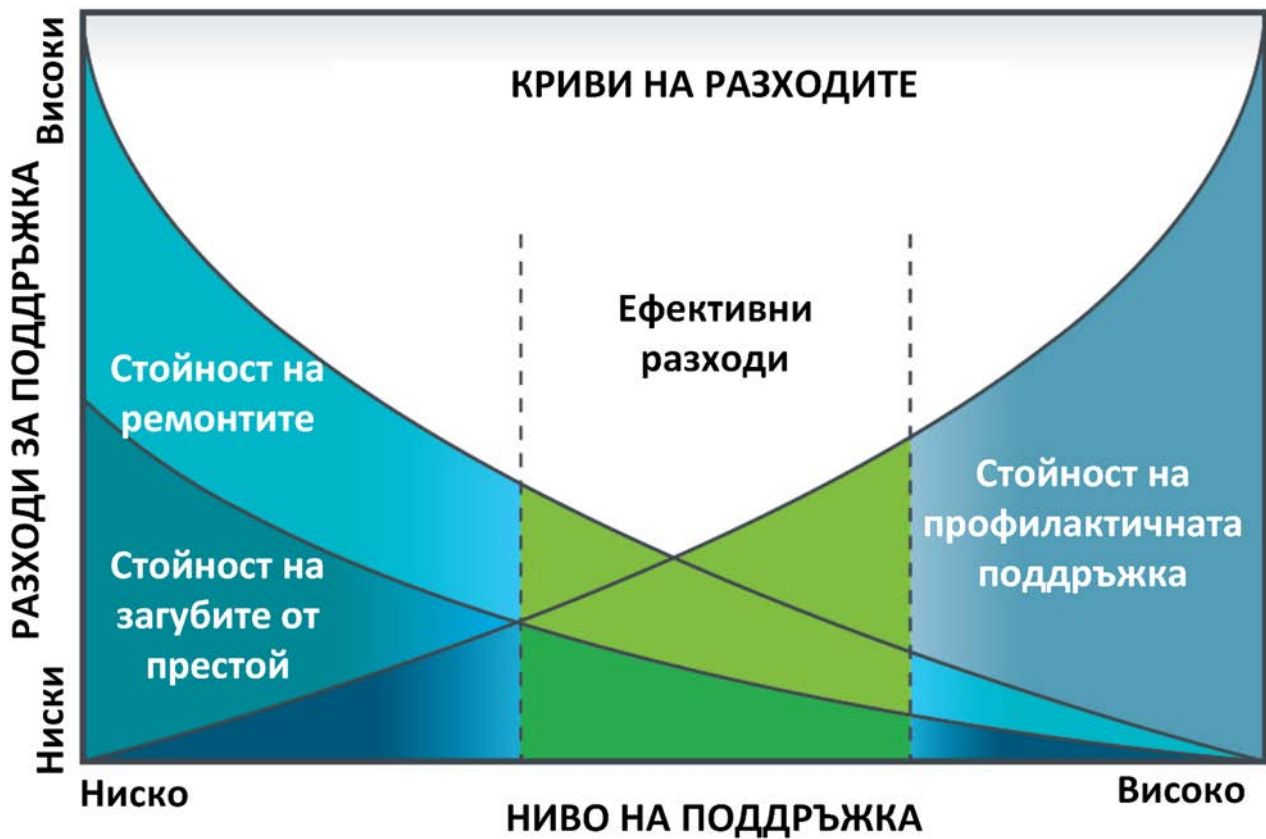 КРИВИ НА РАЗХОДИТЕ
Високи
РАЗХОДИ ЗА ПОДДРЪЖКА
Ниски
Ефективни
разходи
Стойност на
ремонтите
Стойност на
загубите от
престой
Стойност на
профилактичната
поддръжка
Ниско
Високо
НИВО НА ПОДДРЪЖКА